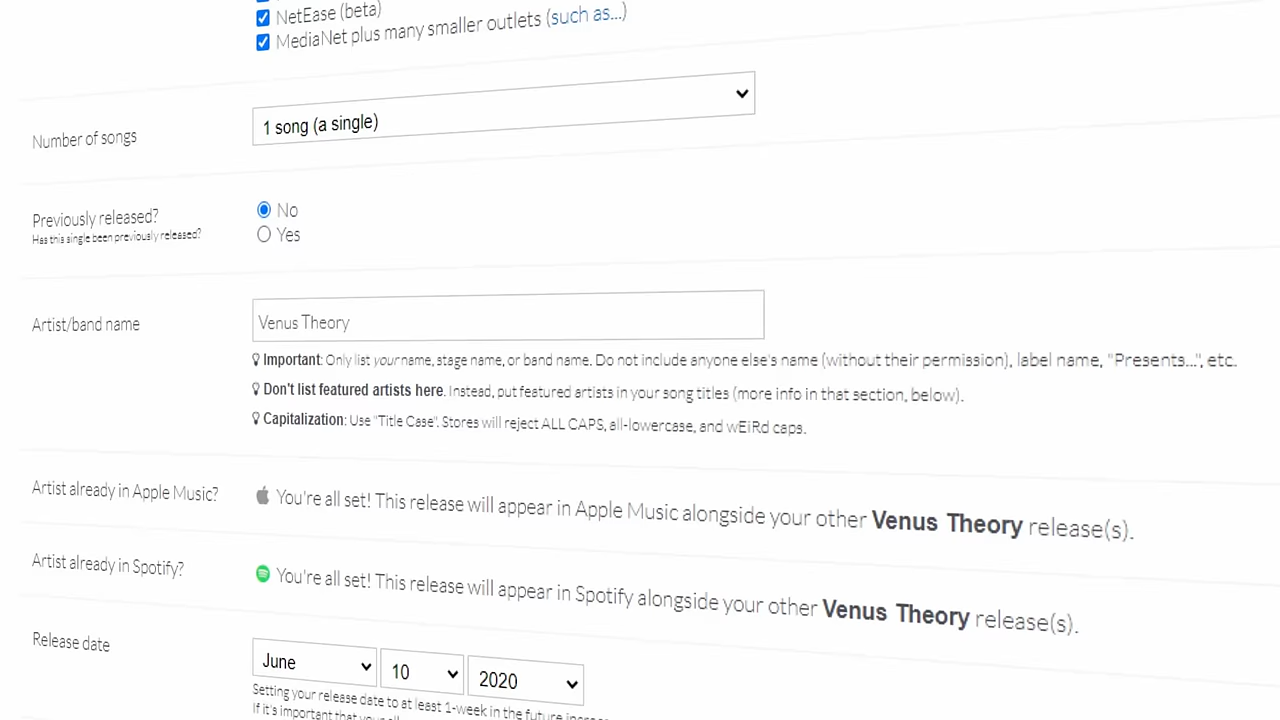 NetEase (beta)
MediaNet plus many smaller outlets (such as...)
Number of songs
1 song (a single)
Previously released?
Has this single been previously released?
No
Yes
Artist/band name
Venus Theory
Important: Only list your name, stage name, or band name. Do not include anyone else's name (without their permission), label name, "Presents...", etc.
Don't list featured artists here. Instead, put featured artists in your song titles (more info in that section, below).
Capitalization: Use "Title Case". Stores will reject ALL CAPS, all-lowercase, and wEiRd caps.
Artist already in Apple Music?
You're all set! This release will appear in Apple Music alongside your other Venus Theory release(s).
Artist already in Spotify?
You're all set! This release will appear in Spotify alongside your other Venus Theory release(s).
Release date
June
10
2020
Setting your release date to at least 1-week in the future
If it's important that your